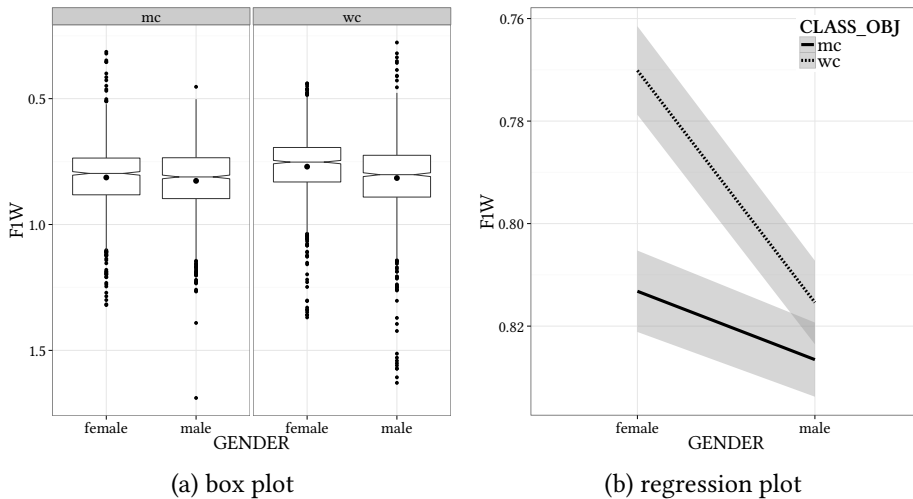 mc
wc
0.5
1.0
1.5
F1W
female
male
female
male
GENDER
(a) box plot
0.76
0.78
0.80
0.82
F1W
CLASS_OBJ
mc
wc
female
male
GENDER
(b) regression plot